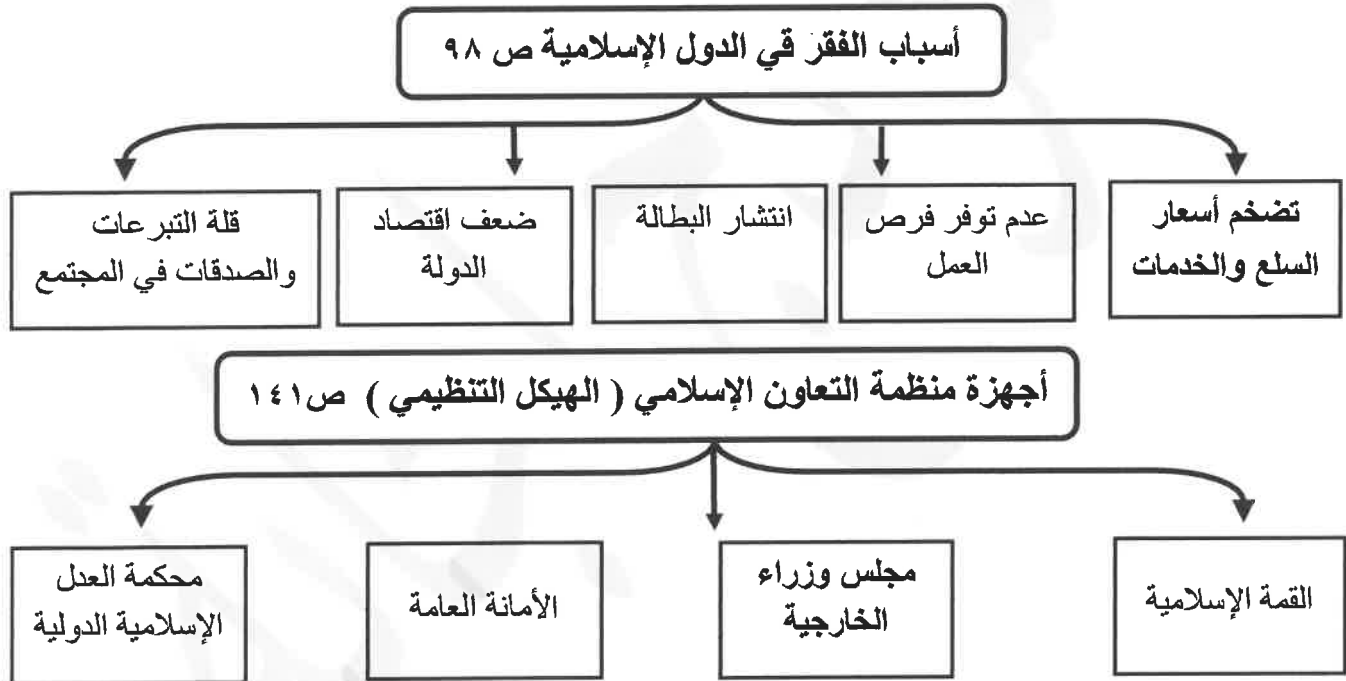 أسباب الفقر قي الدول الإسلامية ص ٩٨
تضخم أسعار
السلع والخدمات
عدم توفر فرص
العمل
انتشار البطالة
ضعف اقتصاد
الدولة
قلة التبرعات
والصدقات في المجتمع
أجهزة منظمة التعاون الإسلامي ( الهيكل التنظيمي ) ص١٤١
القمة الإسلامية
مجلس وزراء
الخارجية
الأمانة العامة
محكمة العدل
الإسلامية الدولية